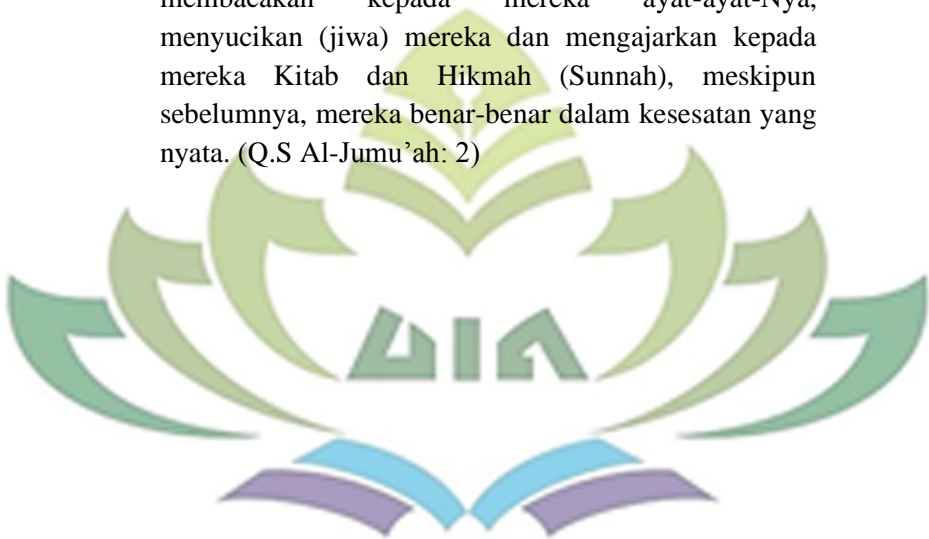 membacakan kepada mereka ayat-ayat-Nya,
menyucikan (jiwa) mereka dan mengajarkan kepada
mereka Kitab dan Hikmah (Sunnah), meskipun
sebelumnya, mereka benar-benar dalam kesesatan yang
nyata. (Q.S Al-Jumu’ah: 2)
UIN